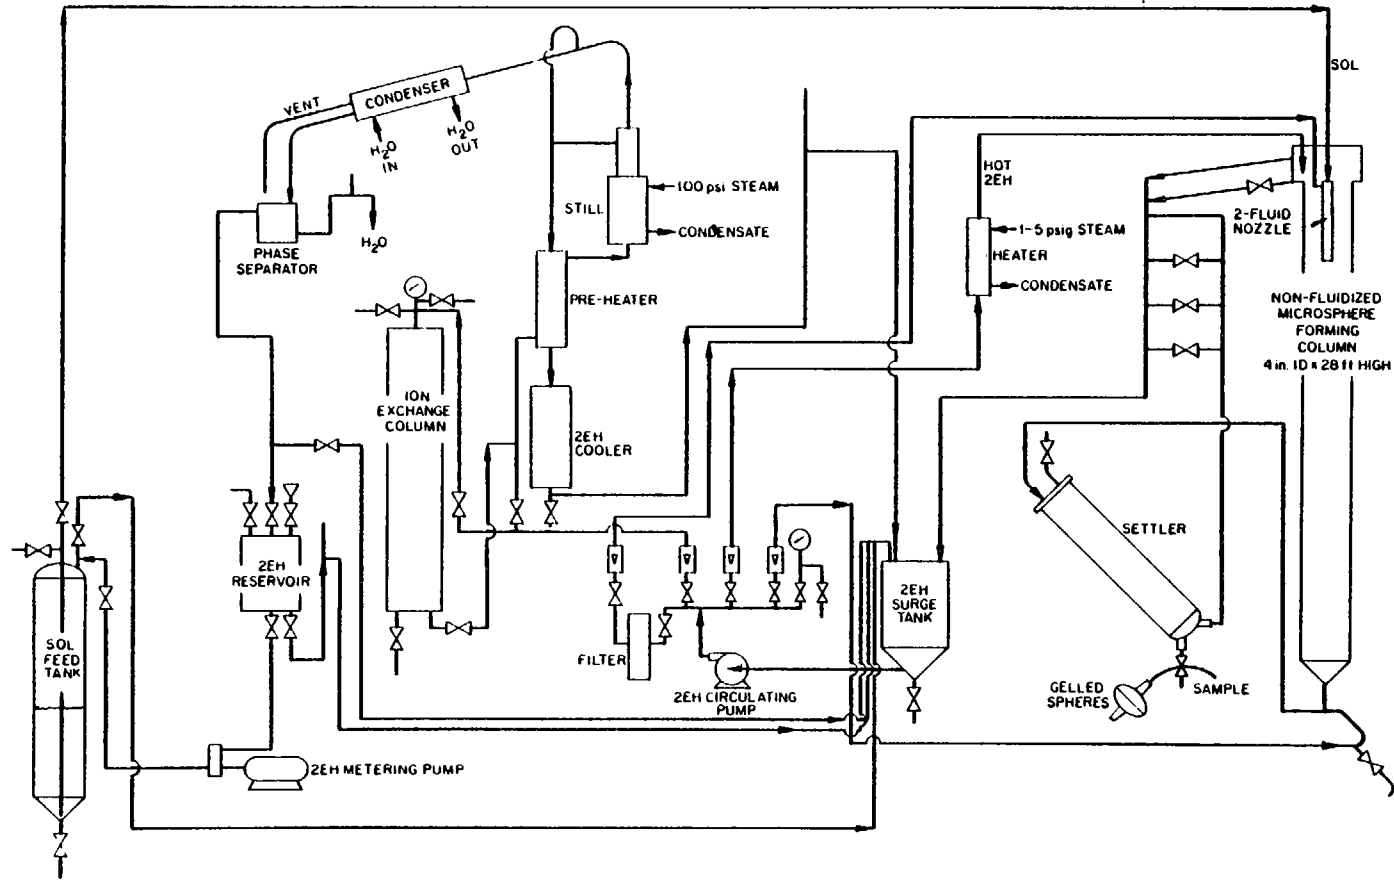 SOL
VENT
CONDENSER
H2O
IN
H2O
OUT
HOT
2EH
100 psi STEAM
STILL
CONDENSATE
H2O
PHASE
SEPARATOR
2-FLUID
NOZZLE
1-5 psig STEAM
HEATER
CONDENSATE
PRE-HEATER
NON-FLUIDIZED
MICROSPHERE
FORMING
COLUMN
4 in. ID x 28 ft HIGH
ION
EXCHANGE
COLUMN
2EH
COOLER
SETTLER
2EH
RESERVOIR
2EH
SURGE
TANK
SOL
FEED
TANK
FILTER
2EH CIRCULATING
PUMP
GELLED
SPHERES
SAMPLE
2EH METERING PUMP